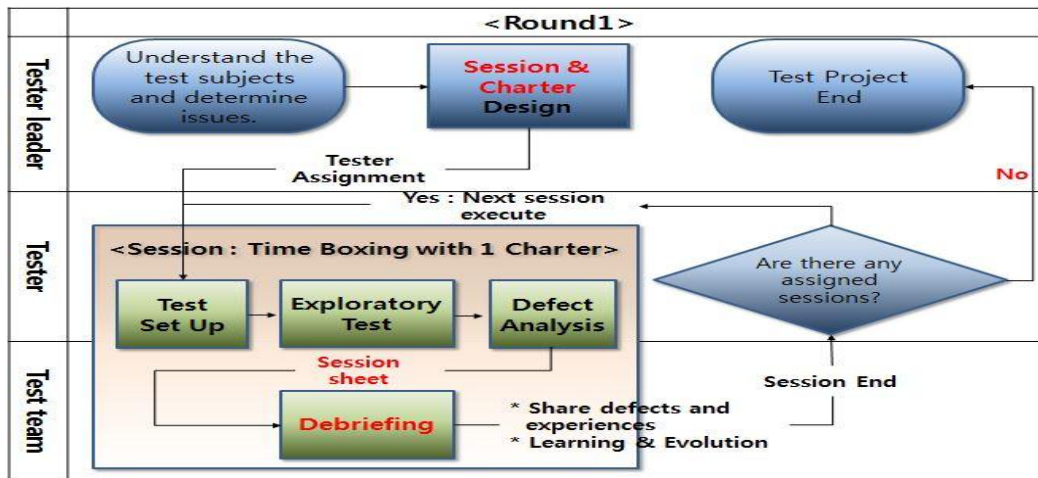 <Round1>
Tester leader
Understand the
test subjects
and determine
issues.
Session &
Charter
Design
Test Project
End
Tester
Assignment
No
Tester
Yes : Next session
execute
<Session : Time Boxing with 1 Charter>
Test
Set Up
Exploratory
Test
Defect
Analysis
Are there any
assigned
sessions?
Test team
Session
sheet
Debriefing
* Share defects and
experiences
* Learning & Evolution
Session End